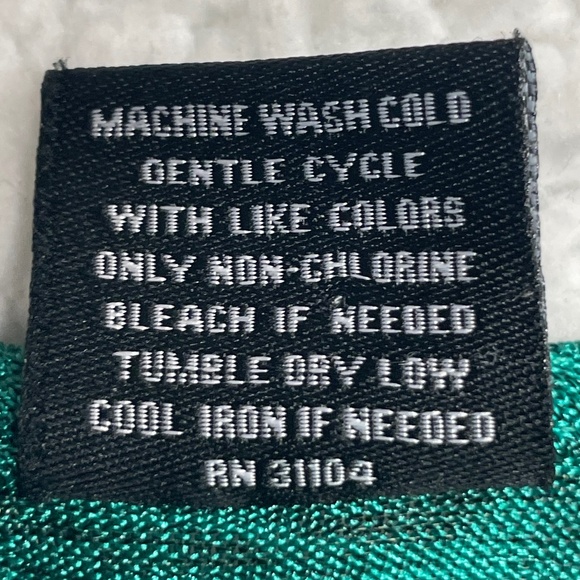 MACHINE WASH COLD
GENTLE CYCLE
WITH LIKE COLORS
ONLY NON-CHLORINE
BLEACH IF NEEDED
TUMBLE DRY LOW
COOL IRON IF NEEDED
RN 31104